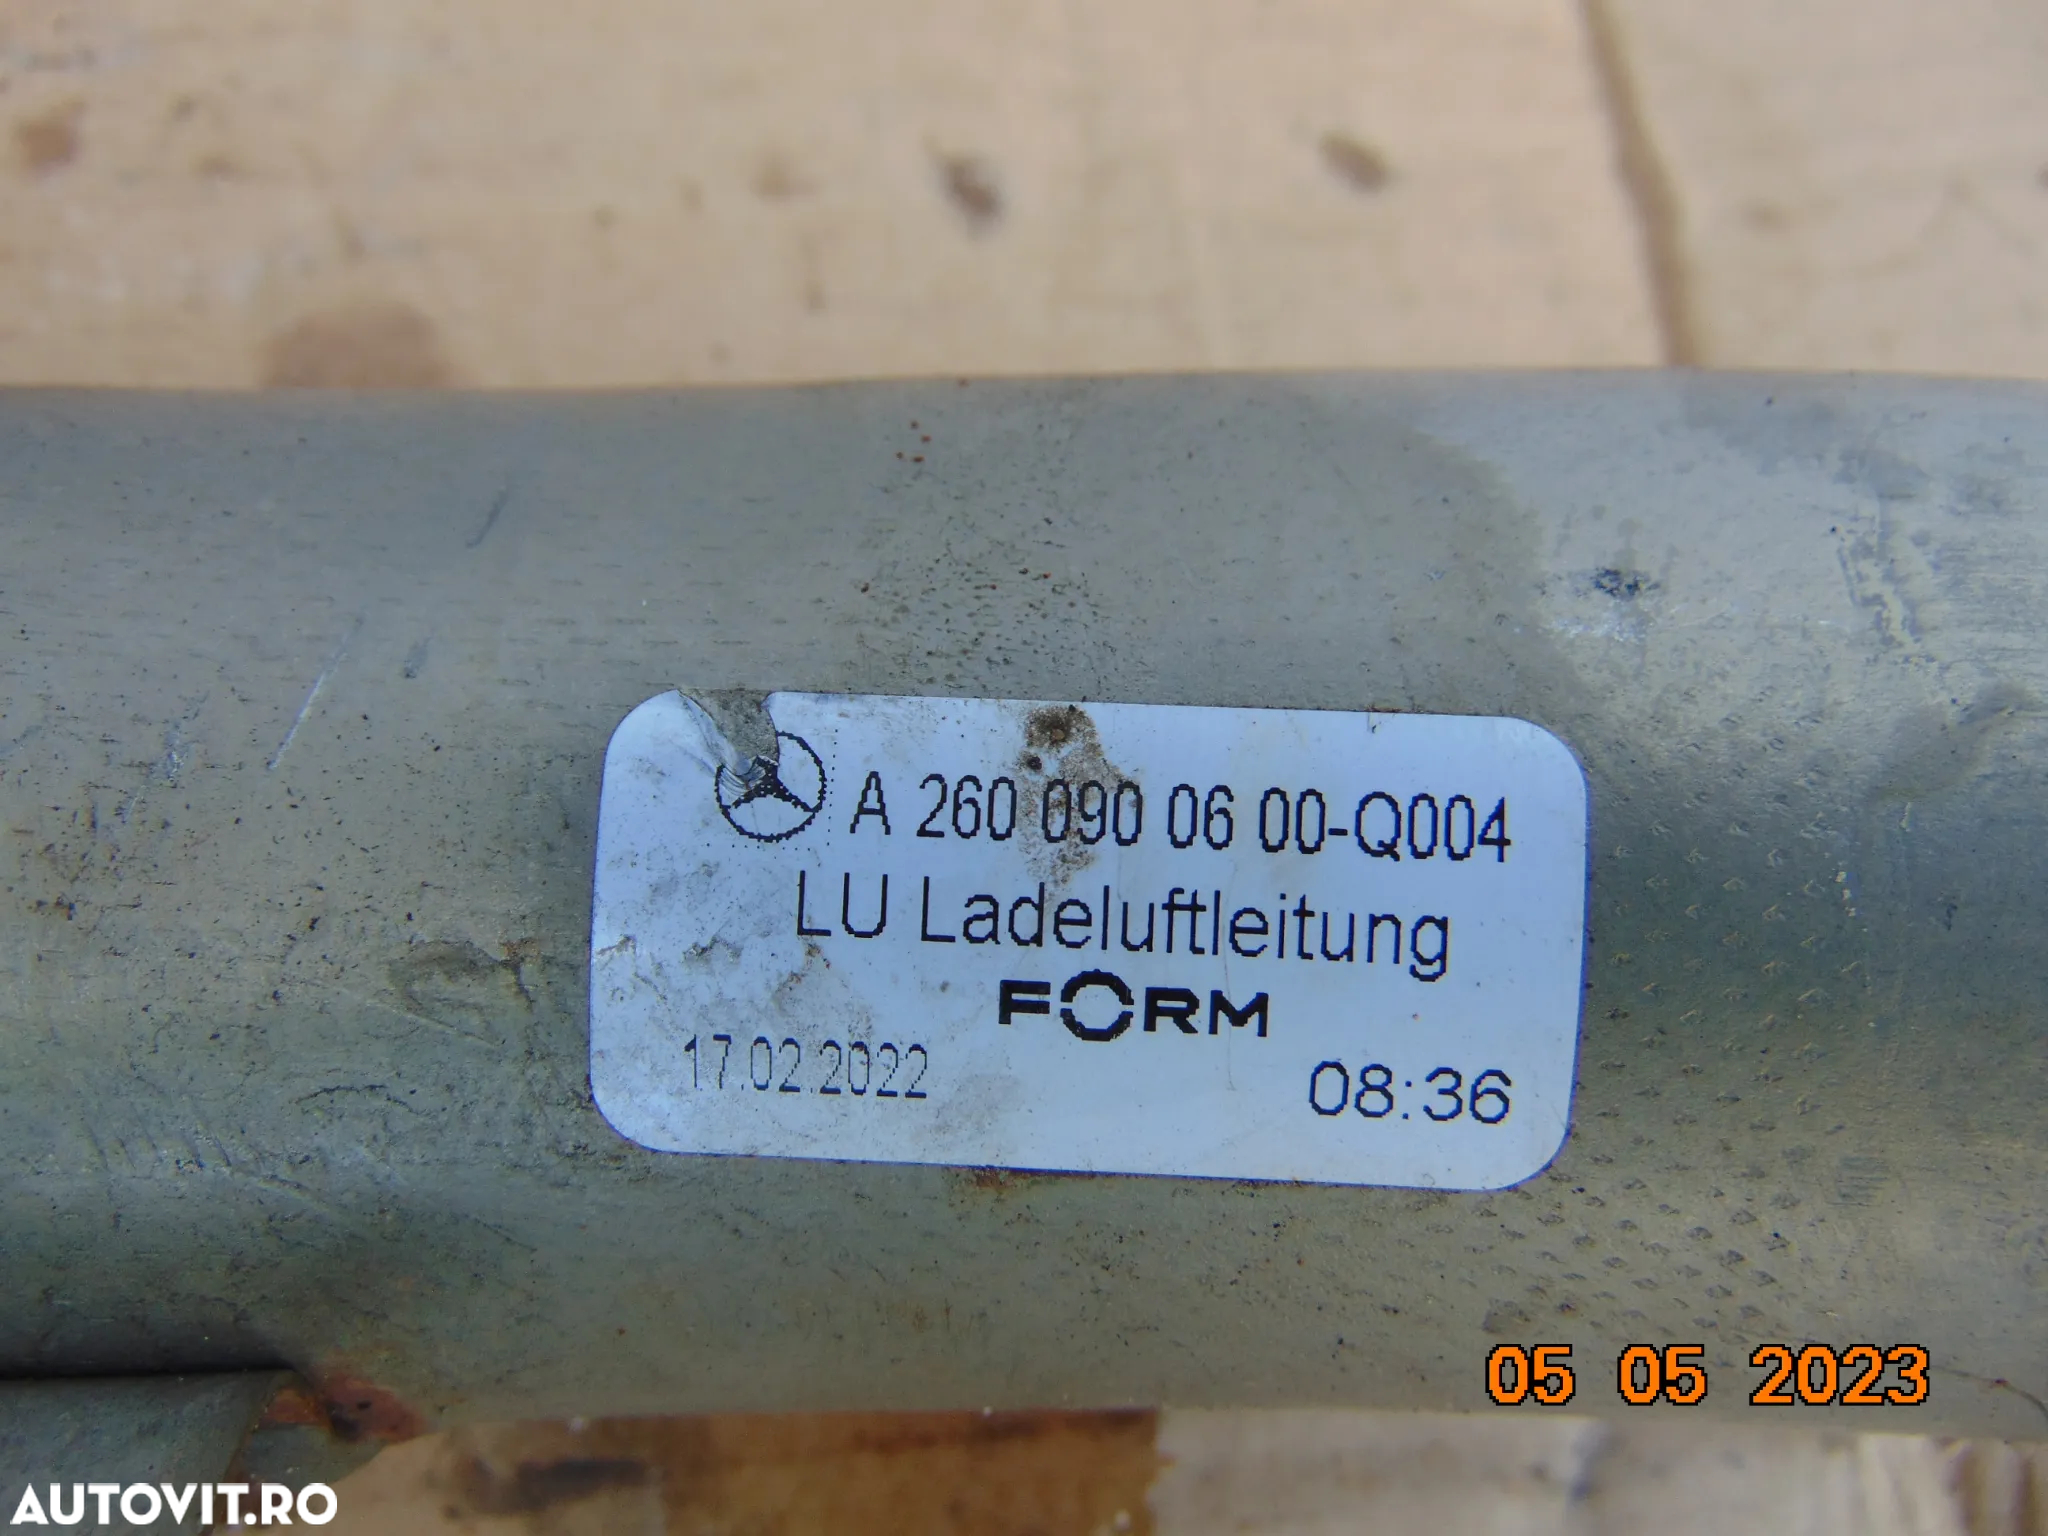 A 260 090 06 00-Q004
LU Ladeluftleitung
FORM
17.02.2022
08:36
05 05 2023
AUTOVIT.RO